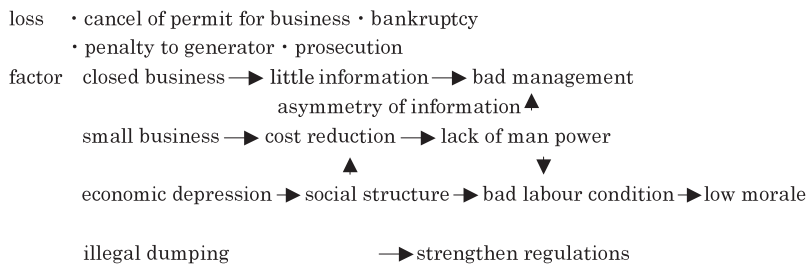 loss ・cancel of permit for business・bankruptcy
・penalty to generator・prosecution
factor closed business → little information → bad management
asymmetry of information
small business → cost reduction → lack of man power
economic depression → social structure → bad labour condition → low morale
illegal dumping → strengthen regulations